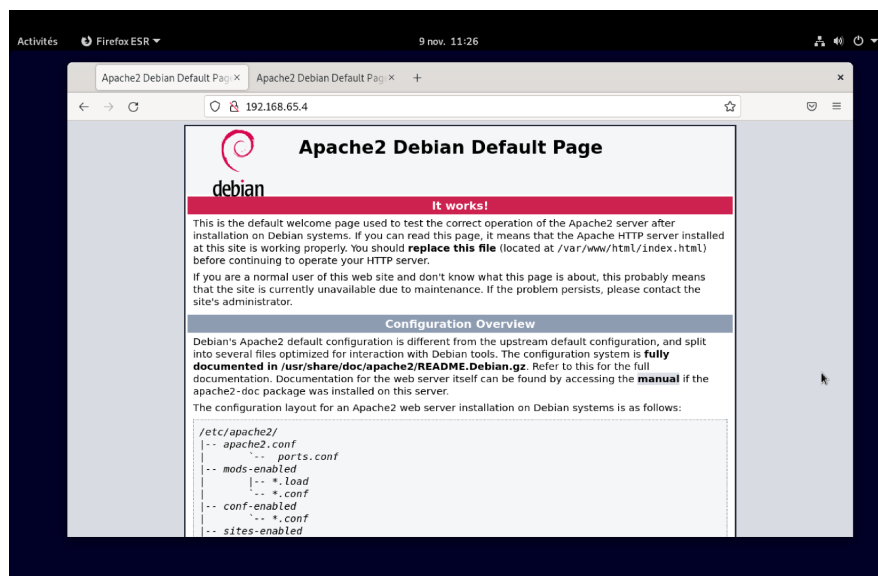 Activités Firefox ESR 9 nov. 11:26
Apache2 Debian Default Pag × Apache2 Debian Default Pag × +
192.168.65.4
Apache2 Debian Default Page
debian
It works!
This is the default welcome page used to test the correct operation of the Apache2 server after
installation on Debian systems. If you can read this page, it means that the Apache HTTP server installed
at this site is working properly. You should replace this file (located at /var/www/html/index.html)
before continuing to operate your HTTP server.
If you are a normal user of this web site and don't know what this page is about, this probably means
that the site is currently unavailable due to maintenance. If the problem persists, please contact the
site's administrator.
Configuration Overview
Debian's Apache2 default configuration is different from the upstream default configuration, and split
into several files optimized for interaction with Debian tools. The configuration system is fully
documented in /usr/share/doc/apache2/README.Debian.gz. Refer to this for the full
documentation. Documentation for the web server itself can be found by accessing the manual if the
apache2-doc package was installed on this server.
The configuration layout for an Apache2 web server installation on Debian systems is as follows:
/etc/apache2/
|-- apache2.conf
|       `--  ports.conf
|-- mods-enabled
|       |-- *.load
|       `-- *.conf
|-- conf-enabled
|       `-- *.conf
|-- sites-enabled